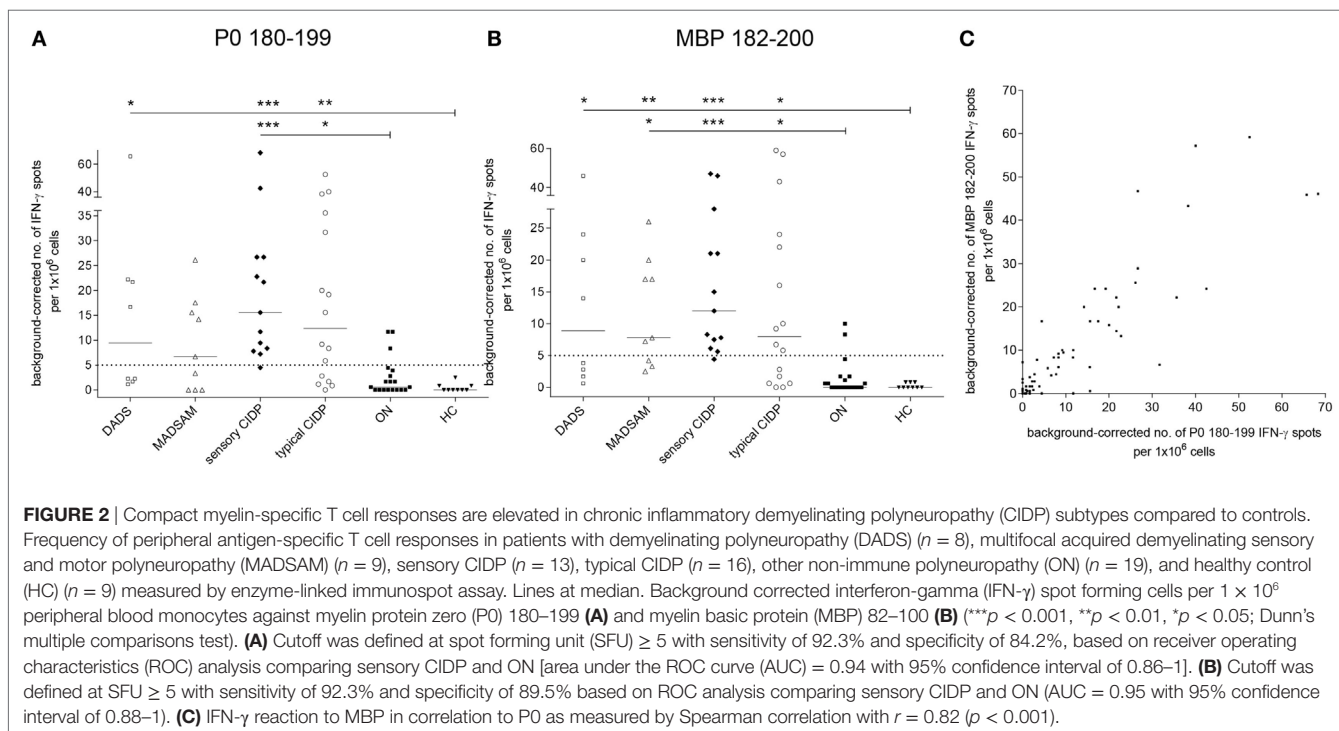 A
P0 180-199
B
MBP 182-200
C
* *** **
*** *
* ** *** *
* *** *
background-corrected no. of IFN-γ spots
per 1x10⁶ cells
60
40
35
30
25
20
15
10
5
0
DADS
MADSAM
sensory CIDP
typical CIDP
ON
HC
background-corrected no. of IFN-γ spots
per 1x10⁶ cells
60
40
25
20
15
10
5
0
DADS
MADSAM
sensory CIDP
typical CIDP
ON
HC
background-corrected no. of MBP 182-200 IFN-γ spots
per 1x10⁶ cells
70
60
50
40
30
20
10
0
0 10 20 30 40 50 60 70
background-corrected no. of P0 180-199 IFN-γ spots
per 1x10⁶ cells
FIGURE 2 | Compact myelin-specific T cell responses are elevated in chronic inflammatory demyelinating polyneuropathy (CIDP) subtypes compared to controls.
Frequency of peripheral antigen-specific T cell responses in patients with demyelinating polyneuropathy (DADS) (n = 8), multifocal acquired demyelinating sensory
and motor polyneuropathy (MADSAM) (n = 9), sensory CIDP (n = 13), typical CIDP (n = 16), other non-immune polyneuropathy (ON) (n = 19), and healthy control
(HC) (n = 9) measured by enzyme-linked immunospot assay. Lines at median. Background corrected interferon-gamma (IFN-γ) spot forming cells per 1 × 10⁶
peripheral blood monocytes against myelin protein zero (P0) 180–199 (A) and myelin basic protein (MBP) 82–100 (B) (***p < 0.001, **p < 0.01, *p < 0.05; Dunn's
multiple comparisons test). (A) Cutoff was defined at spot forming unit (SFU) ≥ 5 with sensitivity of 92.3% and specificity of 84.2%, based on receiver operating
characteristics (ROC) analysis comparing sensory CIDP and ON [area under the ROC curve (AUC) = 0.94 with 95% confidence interval of 0.86–1]. (B) Cutoff was
defined at SFU ≥ 5 with sensitivity of 92.3% and specificity of 89.5% based on ROC analysis comparing sensory CIDP and ON (AUC = 0.95 with 95% confidence
interval of 0.88–1). (C) IFN-γ reaction to MBP in correlation to P0 as measured by Spearman correlation with r = 0.82 (p < 0.001).